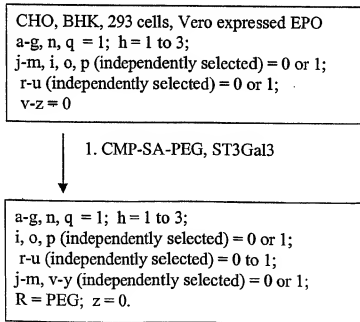 CHO, BHK, 293 cells, Vero expressed EPO
a-g, n, q = 1; h = 1 to 3;
j-m, i, o, p (independently selected) = 0 or 1;
r-u (independently selected) = 0 or 1;
v-z = 0
1. CMP-SA-PEG, ST3Gal3
a-g, n, q = 1; h = 1 to 3;
i, o, p (independently selected) = 0 or 1;
r-u (independently selected) = 0 to 1;
j-m, v-y (independently selected) = 0 or 1;
R = PEG; z = 0.